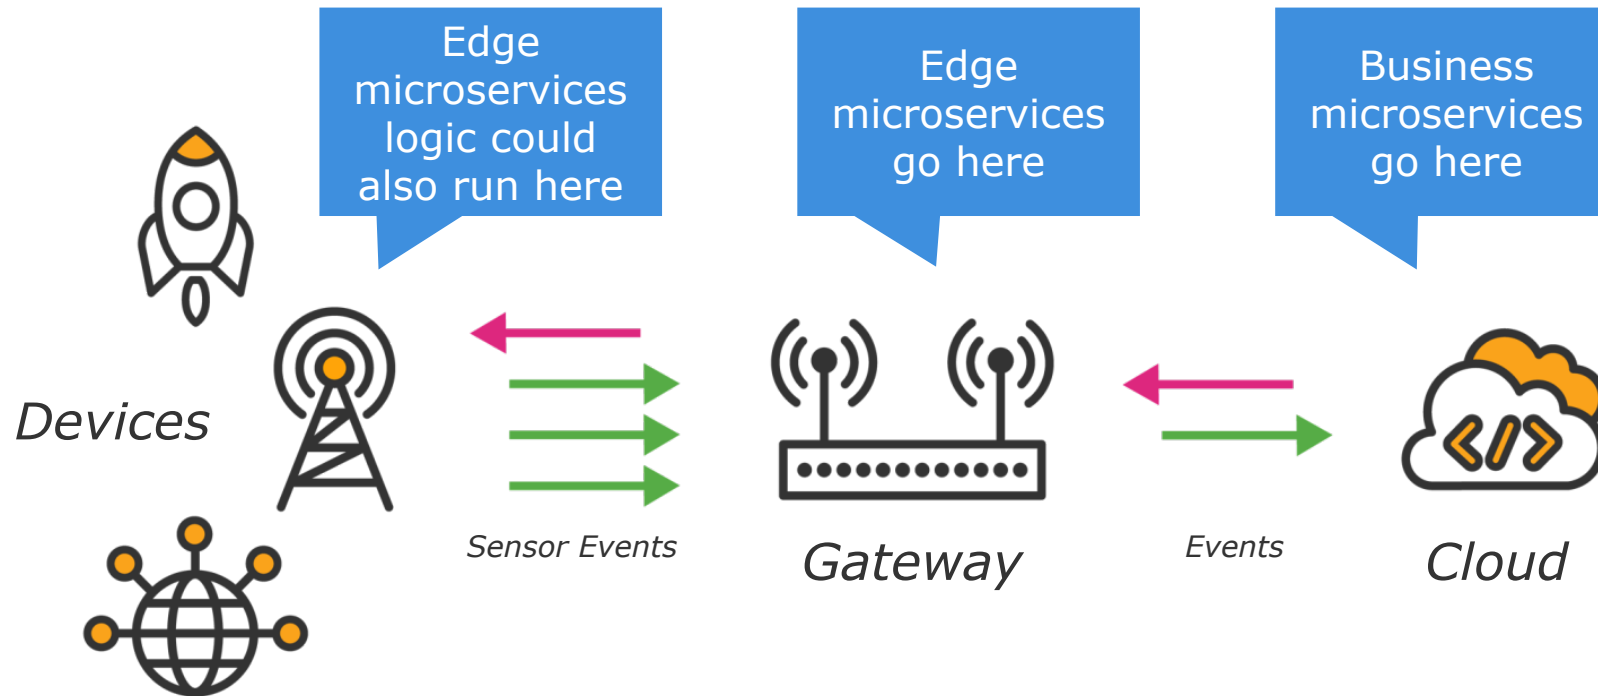 Edge
microservices
logic could
also run here
Edge
microservices
go here
Business
microservices
go here
Devices
Sensor Events
Gateway
Events
Cloud